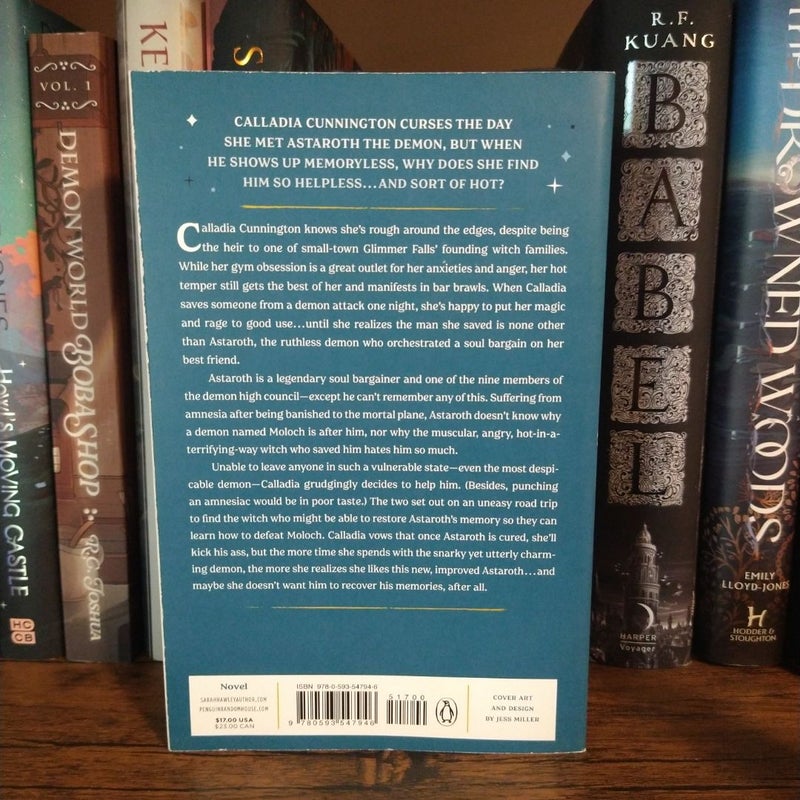 CALLADIA CUNNINGTON CURSES THE DAY
SHE MET ASTAROTH THE DEMON, BUT WHEN
HE SHOWS UP MEMORYLESS, WHY DOES SHE FIND
HIM SO HELPLESS...AND SORT OF HOT?
Calladia Cunnington knows she's rough around the edges, despite being
the heir to one of small-town Glimmer Falls' founding witch families.
While her gym obsession is a great outlet for her anxieties and anger, her hot
temper still gets the best of her and manifests in bar brawls. When Calladia
saves someone from a demon attack one night, she's happy to put her magic
and rage to good use...until she realizes the man she saved is none other
than Astaroth, the ruthless demon who orchestrated a soul bargain on her
best friend.
Astaroth is a legendary soul bargainer and one of the nine members of
the demon high council—except he can't remember any of this. Suffering from
amnesia after being banished to the mortal plane, Astaroth doesn't know why
a demon named Moloch is after him, nor why the muscular, angry, hot-in-a-
terrifying-way witch who saved him hates him so much.
Unable to leave anyone in such a vulnerable state—even the most despi-
cable demon—Calladia grudgingly decides to help him. (Besides, punching
an amnesiac would be in poor taste.) The two set out on an uneasy road trip
to find the witch who might be able to restore Astaroth's memory so they can
learn how to defeat Moloch. Calladia vows that once Astaroth is cured, she'll
kick his ass, but the more time she spends with the snarky yet utterly charm-
ing demon, the more she realizes she likes this new, improved Astaroth...and
maybe she doesn't want him to recover his memories, after all.
Novel
SARAHHAWLEYAUTHOR.COM
PENGUINRANDOMHOUSE.COM
$17.00 USA
$23.00 CAN
ISBN 978-0-593-54794-6
51700
9 780593 547946
COVER ART
AND DESIGN
BY JESS MILLER
JONES
Howl's MOVING CASTLE
HC
CB
VOL. 1
DEMON WORLD BOBA SHOP
R.C. JOSHUA
KE
S
R.F.
KUANG
BABEL
HARPER
Voyager
THE DROWNED WOODS
EMILY
LLOYD-JONES
H
HODDER &
STOUGHTON